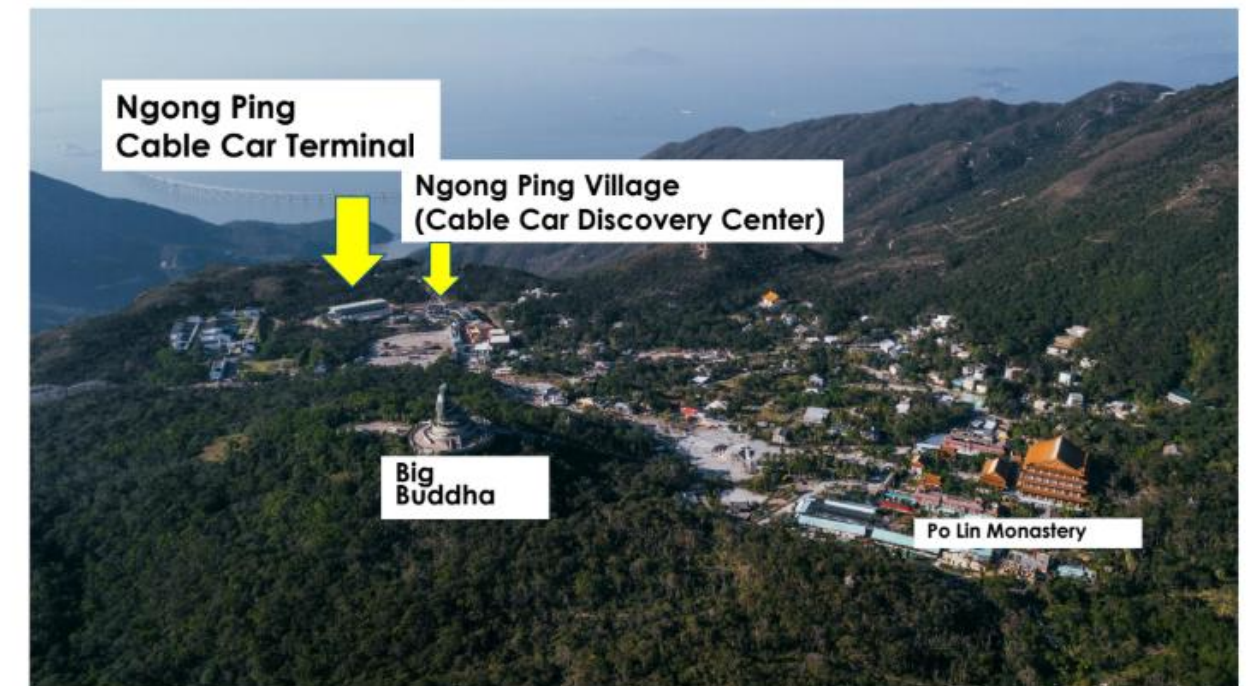 Ngong Ping
Cable Car Terminal
Ngong Ping Village
(Cable Car Discovery Center)
Big
Buddha
Po Lin Monastery